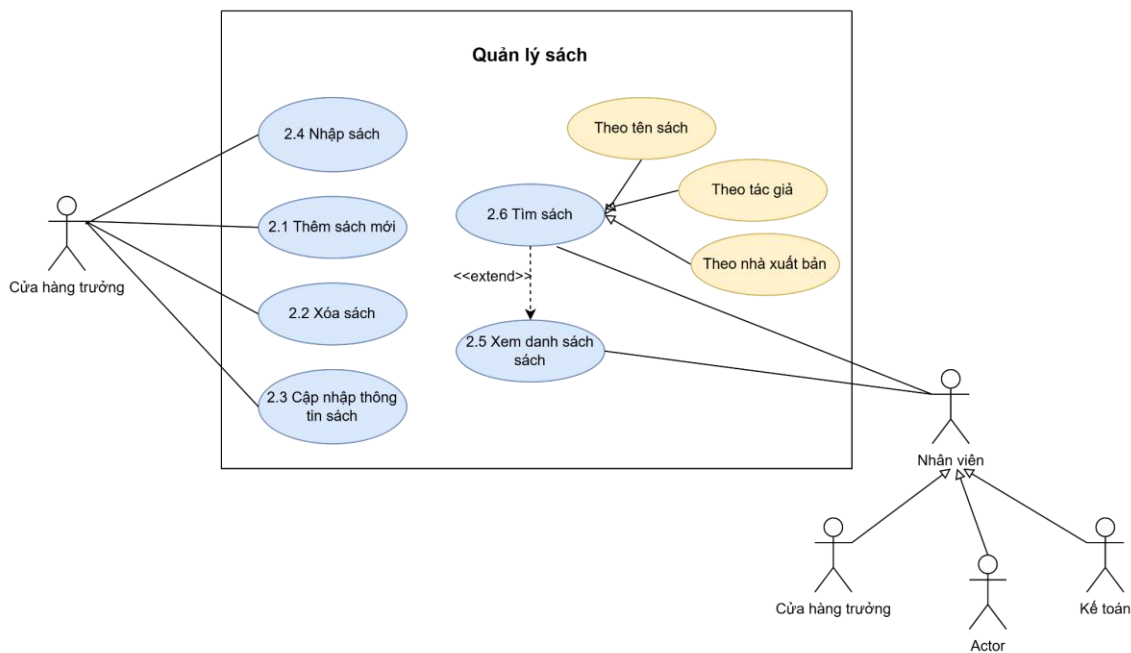 Quản lý sách
2.4 Nhập sách
Theo tên sách
Theo tác giả
2.6 Tìm sách
2.1 Thêm sách mới
Theo nhà xuất bản
<<extend>>
Cửa hàng trưởng
2.2 Xóa sách
2.5 Xem danh sách
sách
2.3 Cập nhập thông
tin sách
Nhân viên
Cửa hàng trưởng
Kế toán
Actor